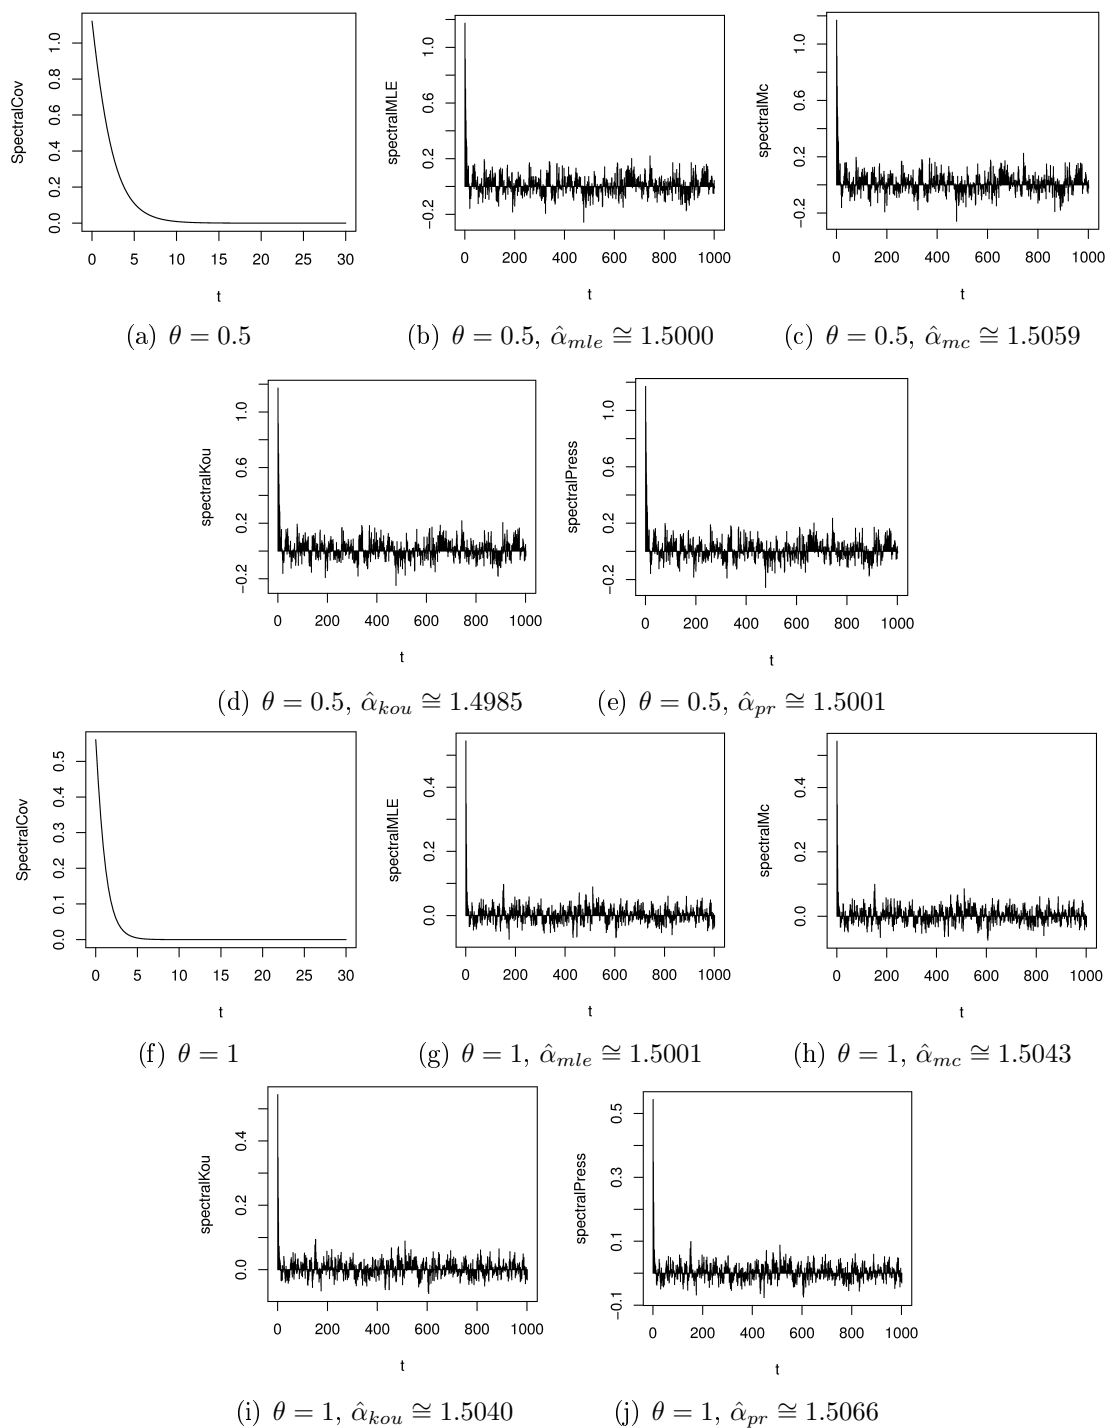 SpectralCov
0.0 0.2 0.4 0.6 0.8 1.0
0 5 10 15 20 25 30
t
spectralMLE
−0.2 0.2 0.6 1.0
0 200 400 600 800 1000
t
spectralMc
−0.2 0.2 0.6 1.0
0 200 400 600 800 1000
t
(a) θ = 0.5
(b) θ = 0.5, α̂mle ≅ 1.5000
(c) θ = 0.5, α̂mc ≅ 1.5059
spectralKou
−0.2 0.2 0.6 1.0
0 200 400 600 800 1000
t
spectralPress
−0.2 0.2 0.6 1.0
0 200 400 600 800 1000
t
(d) θ = 0.5, α̂kou ≅ 1.4985
(e) θ = 0.5, α̂pr ≅ 1.5001
SpectralCov
0.0 0.1 0.2 0.3 0.4 0.5
0 5 10 15 20 25 30
t
spectralMLE
0.0 0.2 0.4
0 200 400 600 800 1000
t
spectralMc
0.0 0.2 0.4
0 200 400 600 800 1000
t
(f) θ = 1
(g) θ = 1, α̂mle ≅ 1.5001
(h) θ = 1, α̂mc ≅ 1.5043
spectralKou
0.0 0.2 0.4
0 200 400 600 800 1000
t
spectralPress
−0.1 0.1 0.3 0.5
0 200 400 600 800 1000
t
(i) θ = 1, α̂kou ≅ 1.5040
(j) θ = 1, α̂pr ≅ 1.5066